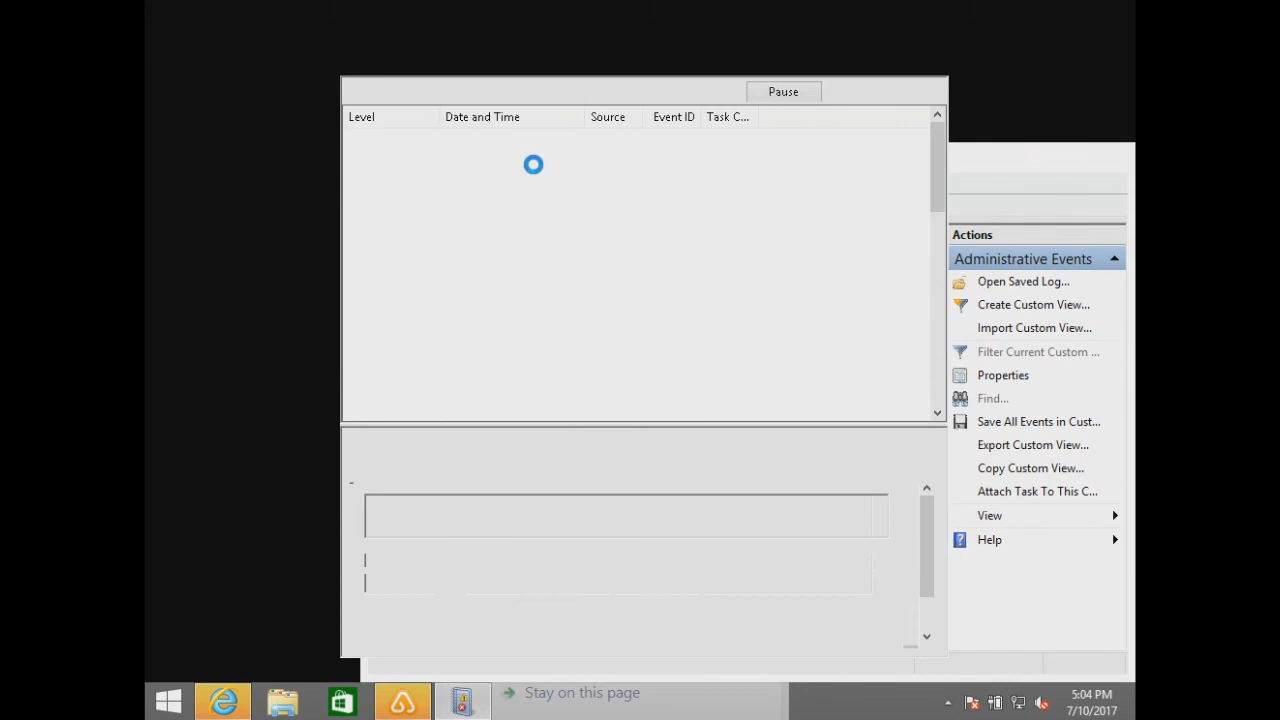 Pause
Level Date and Time Source Event ID Task C...
Actions
Administrative Events
Open Saved Log...
Create Custom View...
Import Custom View...
Filter Current Custom ...
Properties
Find...
Save All Events in Cust...
Export Custom View...
Copy Custom View...
Attach Task To This C...
View
Help
Stay on this page
5:04 PM
7/10/2017